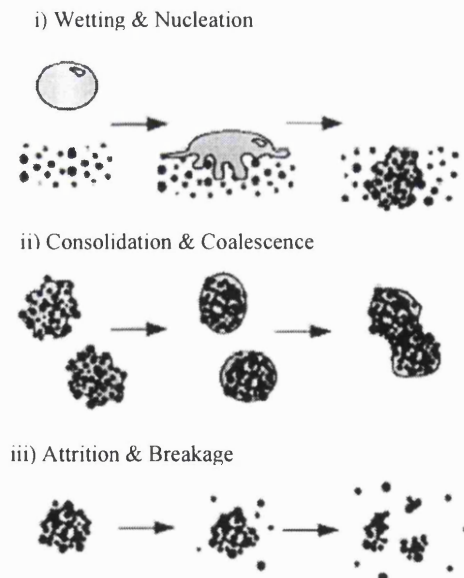 i) Wetting & Nucleation
ii) Consolidation & Coalescence
iii) Attrition & Breakage